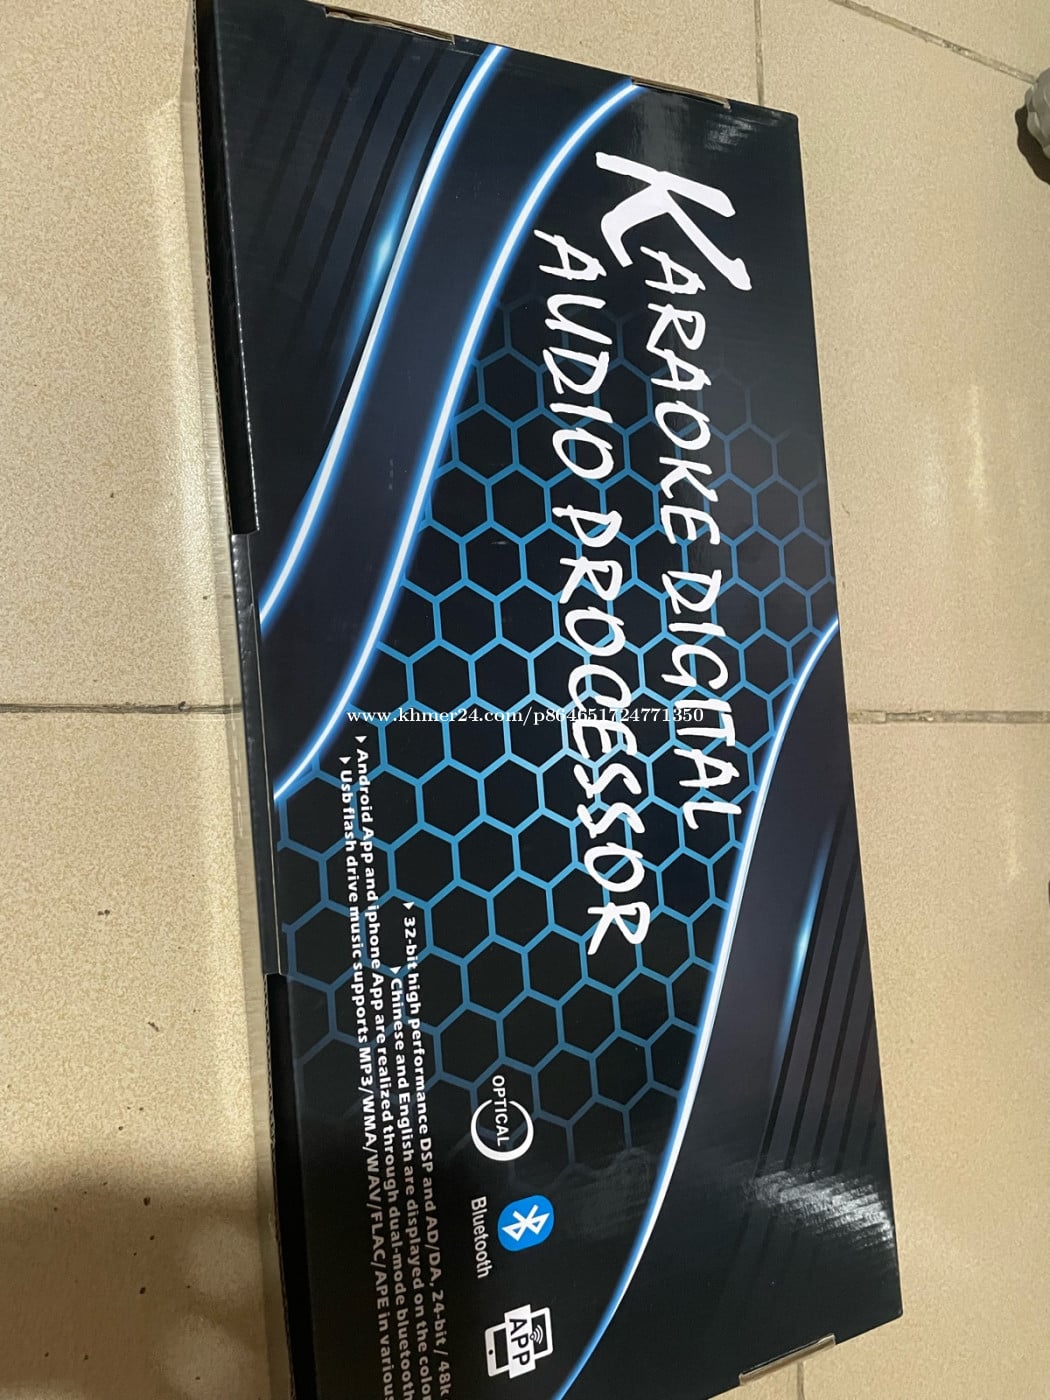 KARAOKE DIGITAL
AUDIO PROCESSOR
www.khmer24.com/p864651724771350
OPTICAL
Bluetooth
APP
32-bit high performance DSP and AD/DA, 24-bit / 48k
Chinese and English are displayed on the colo
Android App and iphone App are realized through dual-mode bluetooth
Usb flash drive music supports MP3/WMA/WAV/FLAC/APE in various